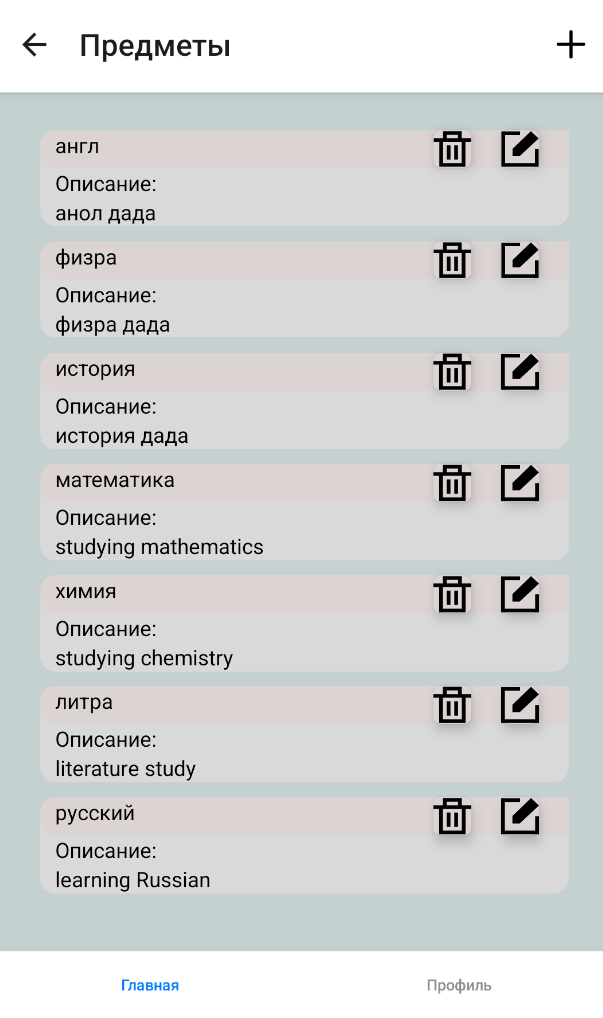 Предметы
англ
Описание:
анол дада
физра
Описание:
физра дада
история
Описание:
история дада
математика
Описание:
studying mathematics
химия
Описание:
studying chemistry
литра
Описание:
literature study
русский
Описание:
learning Russian
Главная
Профиль